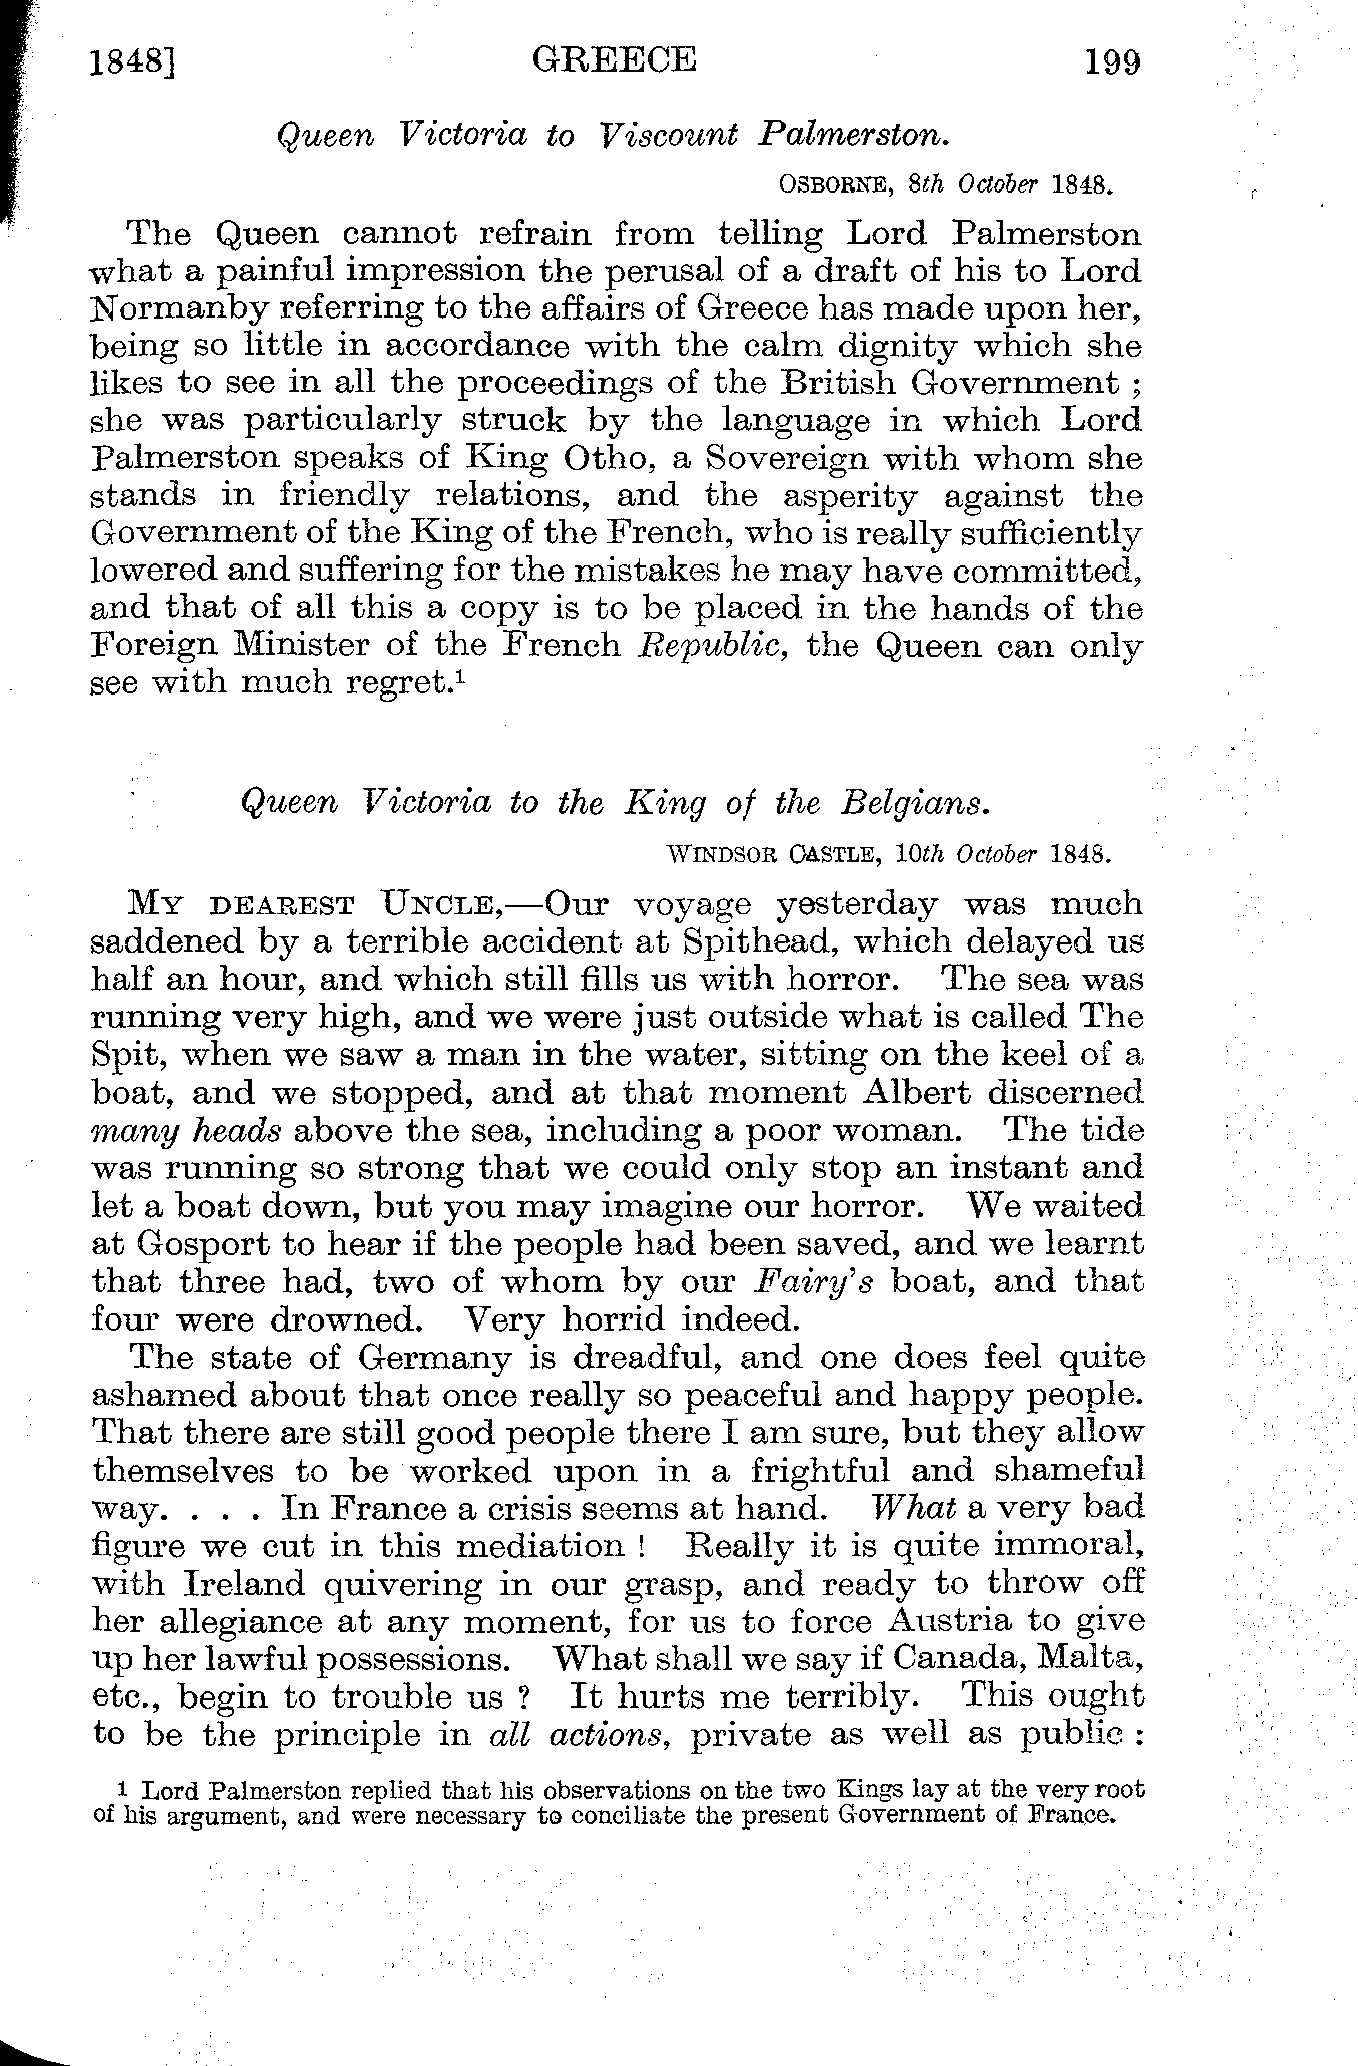 1848] GREECE 199
Queen Victoria to Viscount Palmerston.
OSBORNE, 8th October 1848.
The Queen cannot refrain from telling Lord Palmerston
what a painful impression the perusal of a draft of his to Lord
Normanby referring to the affairs of Greece has made upon her,
being so little in accordance with the calm dignity which she
likes to see in all the proceedings of the British Government ;
she was particularly struck by the language in which Lord
Palmerston speaks of King Otho, a Sovereign with whom she
stands in friendly relations, and the asperity against the
Government of the King of the French, who is really sufficiently
lowered and suffering for the mistakes he may have committed,
and that of all this a copy is to be placed in the hands of the
Foreign Minister of the French Republic, the Queen can only
see with much regret.¹
Queen Victoria to the King of the Belgians.
WINDSOR CASTLE, 10th October 1848.
MY DEAREST UNCLE,—Our voyage yesterday was much
saddened by a terrible accident at Spithead, which delayed us
half an hour, and which still fills us with horror. The sea was
running very high, and we were just outside what is called The
Spit, when we saw a man in the water, sitting on the keel of a
boat, and we stopped, and at that moment Albert discerned
many heads above the sea, including a poor woman. The tide
was running so strong that we could only stop an instant and
let a boat down, but you may imagine our horror. We waited
at Gosport to hear if the people had been saved, and we learnt
that three had, two of whom by our Fairy's boat, and that
four were drowned. Very horrid indeed.
The state of Germany is dreadful, and one does feel quite
ashamed about that once really so peaceful and happy people.
That there are still good people there I am sure, but they allow
themselves to be worked upon in a frightful and shameful
way. . . . In France a crisis seems at hand. What a very bad
figure we cut in this mediation ! Really it is quite immoral,
with Ireland quivering in our grasp, and ready to throw off
her allegiance at any moment, for us to force Austria to give
up her lawful possessions. What shall we say if Canada, Malta,
etc., begin to trouble us ? It hurts me terribly. This ought
to be the principle in all actions, private as well as public :
1 Lord Palmerston replied that his observations on the two Kings lay at the very root
of his argument, and were necessary to conciliate the present Government of France.